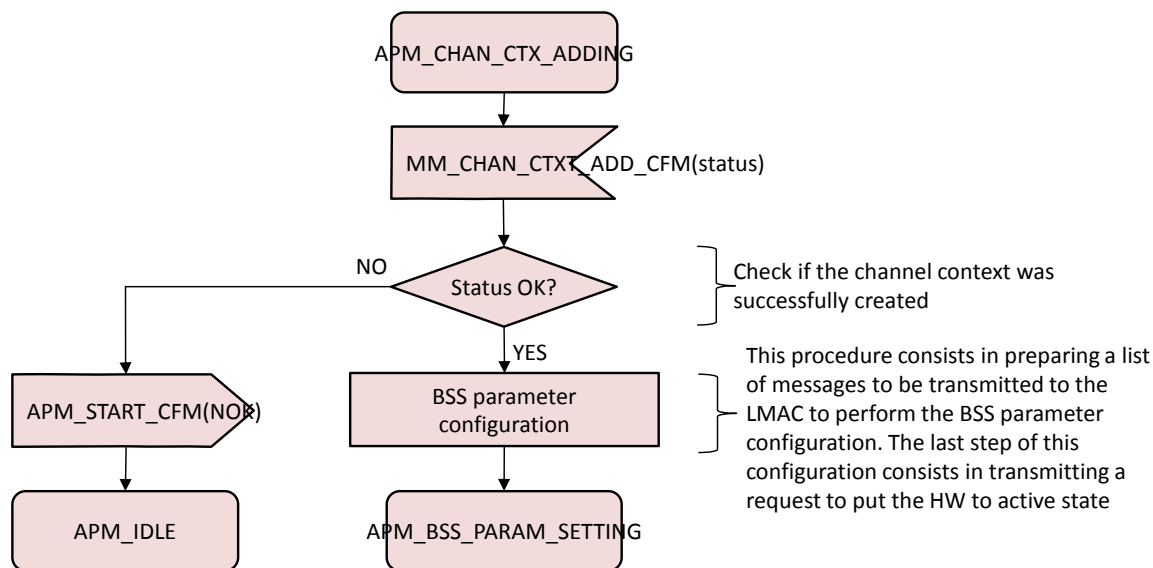 APM_CHAN_CTX_ADDING
MM_CHAN_CTXT_ADD_CFM(status)
NO
Status OK?
Check if the channel context was
successfully created
YES
APM_START_CFM(NOK)
BSS parameter
configuration
This procedure consists in preparing a list
of messages to be transmitted to the
LMAC to perform the BSS parameter
configuration. The last step of this
configuration consists in transmitting a
request to put the HW to active state
APM_IDLE
APM_BSS_PARAM_SETTING